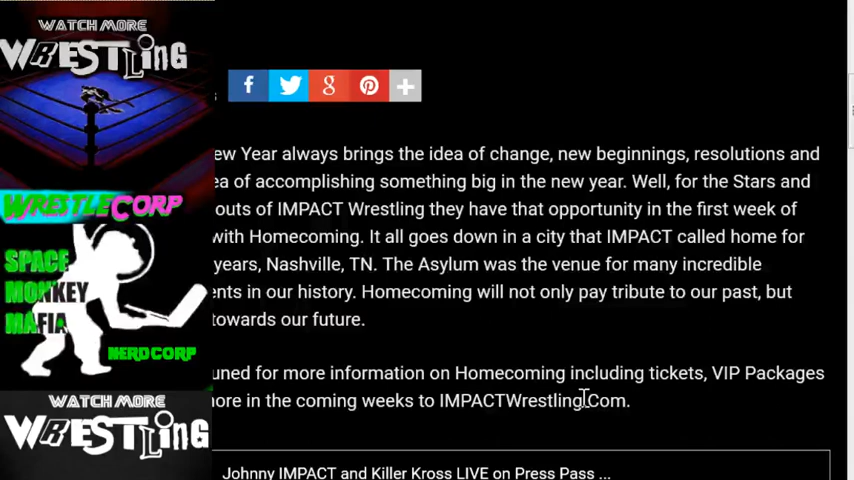 WATCH MORE
WRESTLING
WRESTLECORP
SPACE
MONKEY
MAFIA
NERDCORP
WATCH MORE
WRESTLING
f g +
ew Year always brings the idea of change, new beginnings, resolutions and
ea of accomplishing something big in the new year. Well, for the Stars and
outs of IMPACT Wrestling they have that opportunity in the first week of
with Homecoming. It all goes down in a city that IMPACT called home for
years, Nashville, TN. The Asylum was the venue for many incredible
ents in our history. Homecoming will not only pay tribute to our past, but
towards our future.
uned for more information on Homecoming including tickets, VIP Packages
nore in the coming weeks to IMPACTWrestling.Com.
Johnny IMPACT and Killer Kross LIVE on Press Pass ...